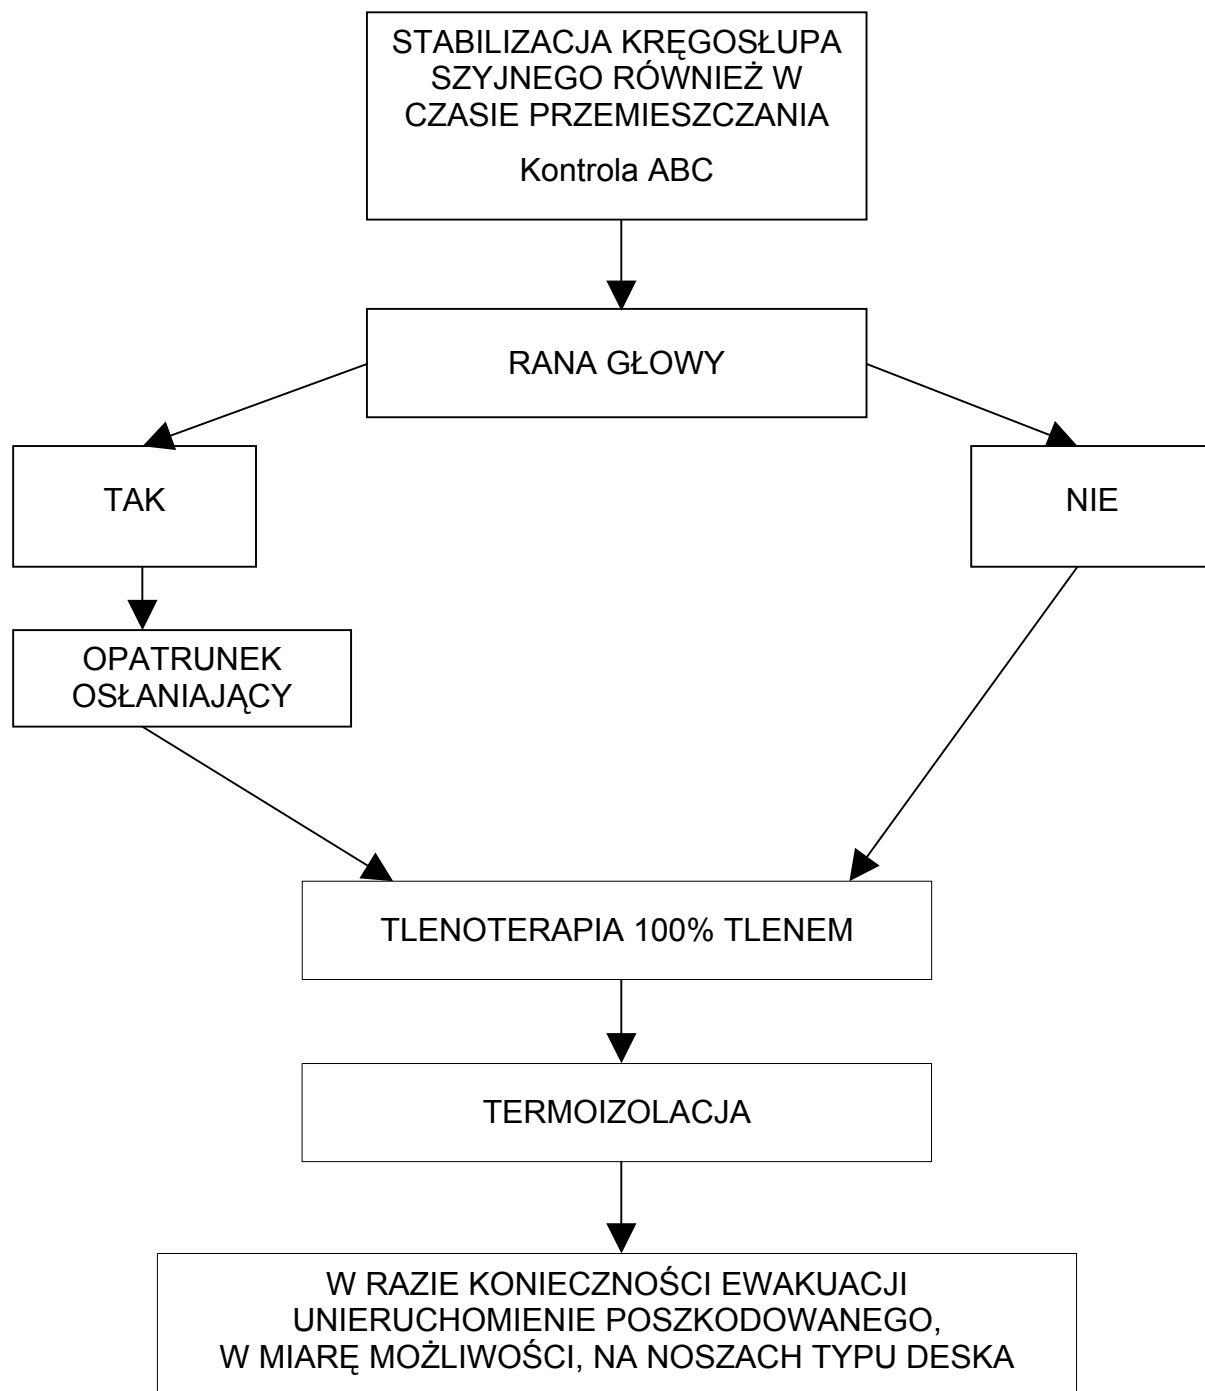 STABILIZACJA KRĘGOSŁUPA
SZYJNEGO RÓWNIEŻ W
CZASIE PRZEMIESZCZANIA
Kontrola ABC
RANA GŁOWY
TAK
NIE
OPATRUNEK
OSŁANIAJĄCY
TLENOTERAPIA 100% TLENEM
TERMOIZOLACJA
W RAZIE KONIECZNOŚCI EWAKUACJI
UNIERUCHOMIENIE POSZKODOWANEGO,
W MIARĘ MOŻLIWOŚCI, NA NOSZACH TYPU DESKA